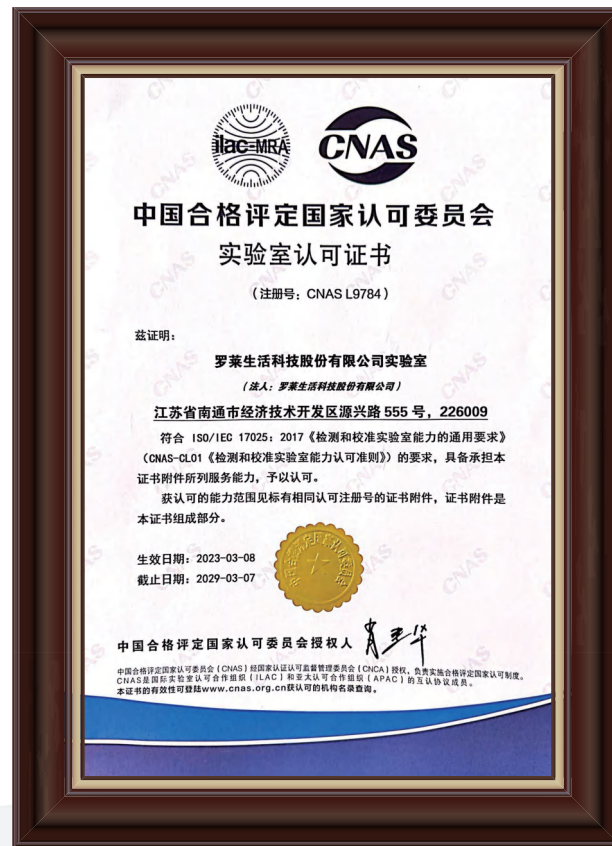 ilac-MRA
CNAS
中国合格评定国家认可委员会
实验室认可证书
(注册号：CNAS L9784)
兹证明：
罗莱生活科技股份有限公司实验室
(法人：罗莱生活科技股份有限公司)
江苏省南通市经济技术开发区源兴路 555 号，226009
符合 ISO/IEC 17025：2017《检测和校准实验室能力的通用要求》
(CNAS-CL01《检测和校准实验室能力认可准则》)的要求，具备承担本
证书附件所列服务能力，予以认可。
获认可的能力范围见标有相同认可注册号的证书附件，证书附件是
本证书组成部分。
生效日期：2023-03-08
截止日期：2029-03-07
中国合格评定国家认可委员会授权人
中国合格评定国家认可委员会(CNAS)经国家认证认可监督管理委员会(CNCA)授权，负责实施合格评定国家认可制度。
CNAS是国际实验室认可合作组织(ILAC)和亚太认可合作组织(APAC)的互认协议成员。
本证书的有效性可登陆www.cnas.org.cn获认可的机构名录查询。